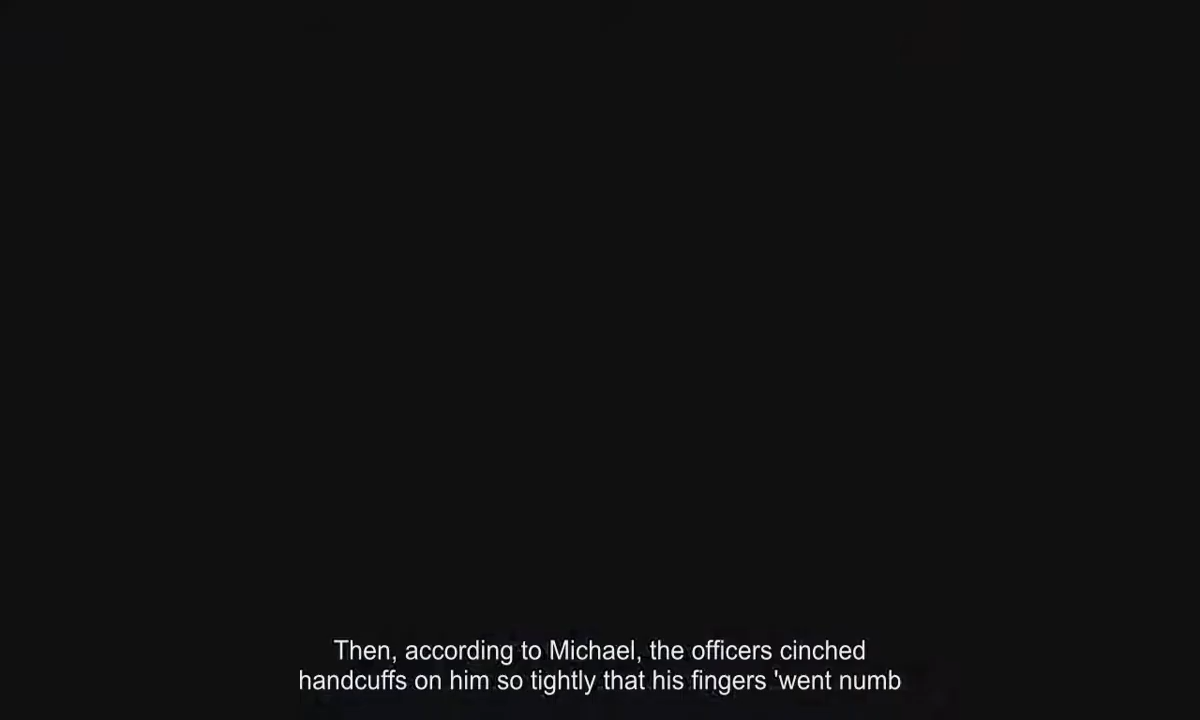 Then, according to Michael, the officers cinched
handcuffs on him so tightly that his fingers 'went numb